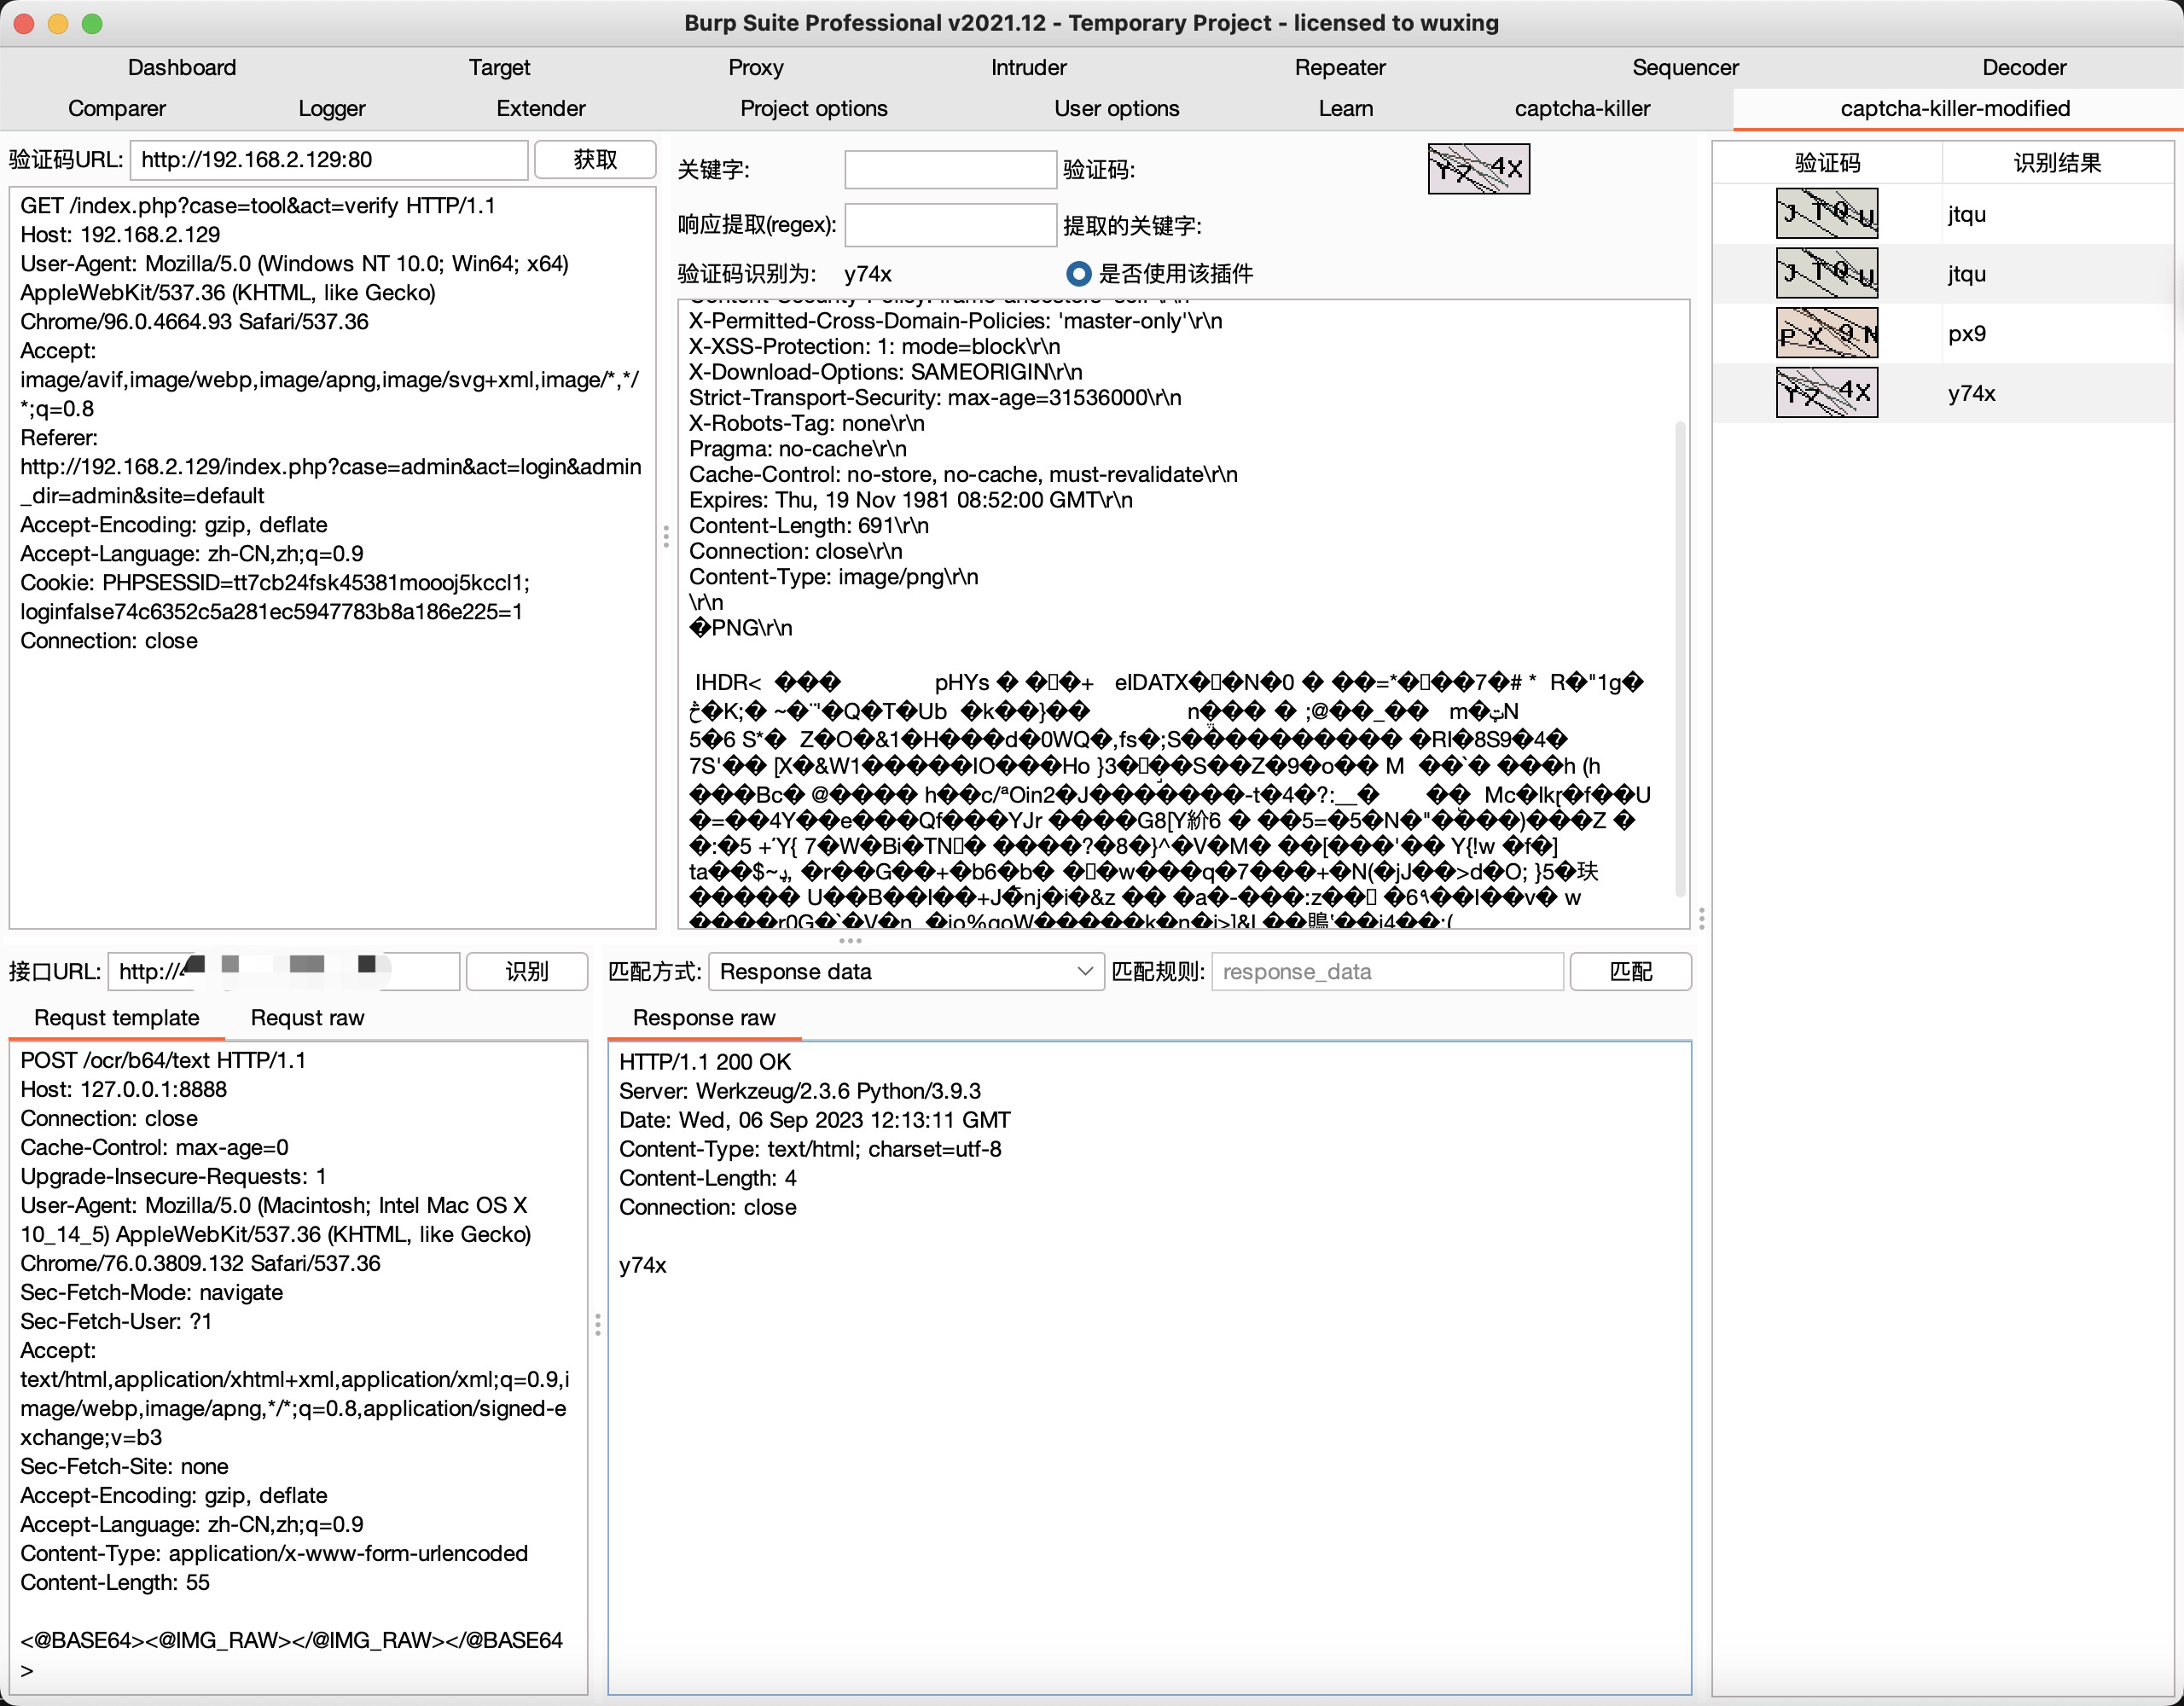 Burp Suite Professional v2021.12 - Temporary Project - licensed to wuxing
Dashboard Target Proxy Intruder Repeater Sequencer Decoder
Comparer Logger Extender Project options User options Learn captcha-killer captcha-killer-modified
验证码URL: http://192.168.2.129:80 获取
GET /index.php?case=tool&act=verify HTTP/1.1
Host: 192.168.2.129
User-Agent: Mozilla/5.0 (Windows NT 10.0; Win64; x64)
AppleWebKit/537.36 (KHTML, like Gecko)
Chrome/96.0.4664.93 Safari/537.36
Accept:
image/avif,image/webp,image/apng,image/svg+xml,image/*,*/
*;q=0.8
Referer:
http://192.168.2.129/index.php?case=admin&act=login&admin
_dir=admin&site=default
Accept-Encoding: gzip, deflate
Accept-Language: zh-CN,zh;q=0.9
Cookie: PHPSESSID=tt7cb24fsk45381moooj5kccl1;
loginfalse74c6352c5a281ec5947783b8a186e225=1
Connection: close
关键字: 验证码: Y74X
响应提取(regex): 提取的关键字:
验证码识别为: y74x 是否使用该插件
X-Permitted-Cross-Domain-Policies: 'master-only'\r\n
X-XSS-Protection: 1: mode=block\r\n
X-Download-Options: SAMEORIGIN\r\n
Strict-Transport-Security: max-age=31536000\r\n
X-Robots-Tag: none\r\n
Pragma: no-cache\r\n
Cache-Control: no-store, no-cache, must-revalidate\r\n
Expires: Thu, 19 Nov 1981 08:52:00 GMT\r\n
Content-Length: 691\r\n
Connection: close\r\n
Content-Type: image/png\r\n
\r\n
�PNG\r\n
验证码 识别结果
JTQU jtqu
JTQU jtqu
PX9N px9
Y74X y74x
接口URL: http:// 识别
Requst template Requst raw
POST /ocr/b64/text HTTP/1.1
Host: 127.0.0.1:8888
Connection: close
Cache-Control: max-age=0
Upgrade-Insecure-Requests: 1
User-Agent: Mozilla/5.0 (Macintosh; Intel Mac OS X
10_14_5) AppleWebKit/537.36 (KHTML, like Gecko)
Chrome/76.0.3809.132 Safari/537.36
Sec-Fetch-Mode: navigate
Sec-Fetch-User: ?1
Accept:
text/html,application/xhtml+xml,application/xml;q=0.9,i
mage/webp,image/apng,*/*;q=0.8,application/signed-e
xchange;v=b3
Sec-Fetch-Site: none
Accept-Encoding: gzip, deflate
Accept-Language: zh-CN,zh;q=0.9
Content-Type: application/x-www-form-urlencoded
Content-Length: 55
<@BASE64><@IMG_RAW></@IMG_RAW></@BASE64
>
匹配方式: Response data 匹配规则: response_data 匹配
Response raw
HTTP/1.1 200 OK
Server: Werkzeug/2.3.6 Python/3.9.3
Date: Wed, 06 Sep 2023 12:13:11 GMT
Content-Type: text/html; charset=utf-8
Content-Length: 4
Connection: close
y74x